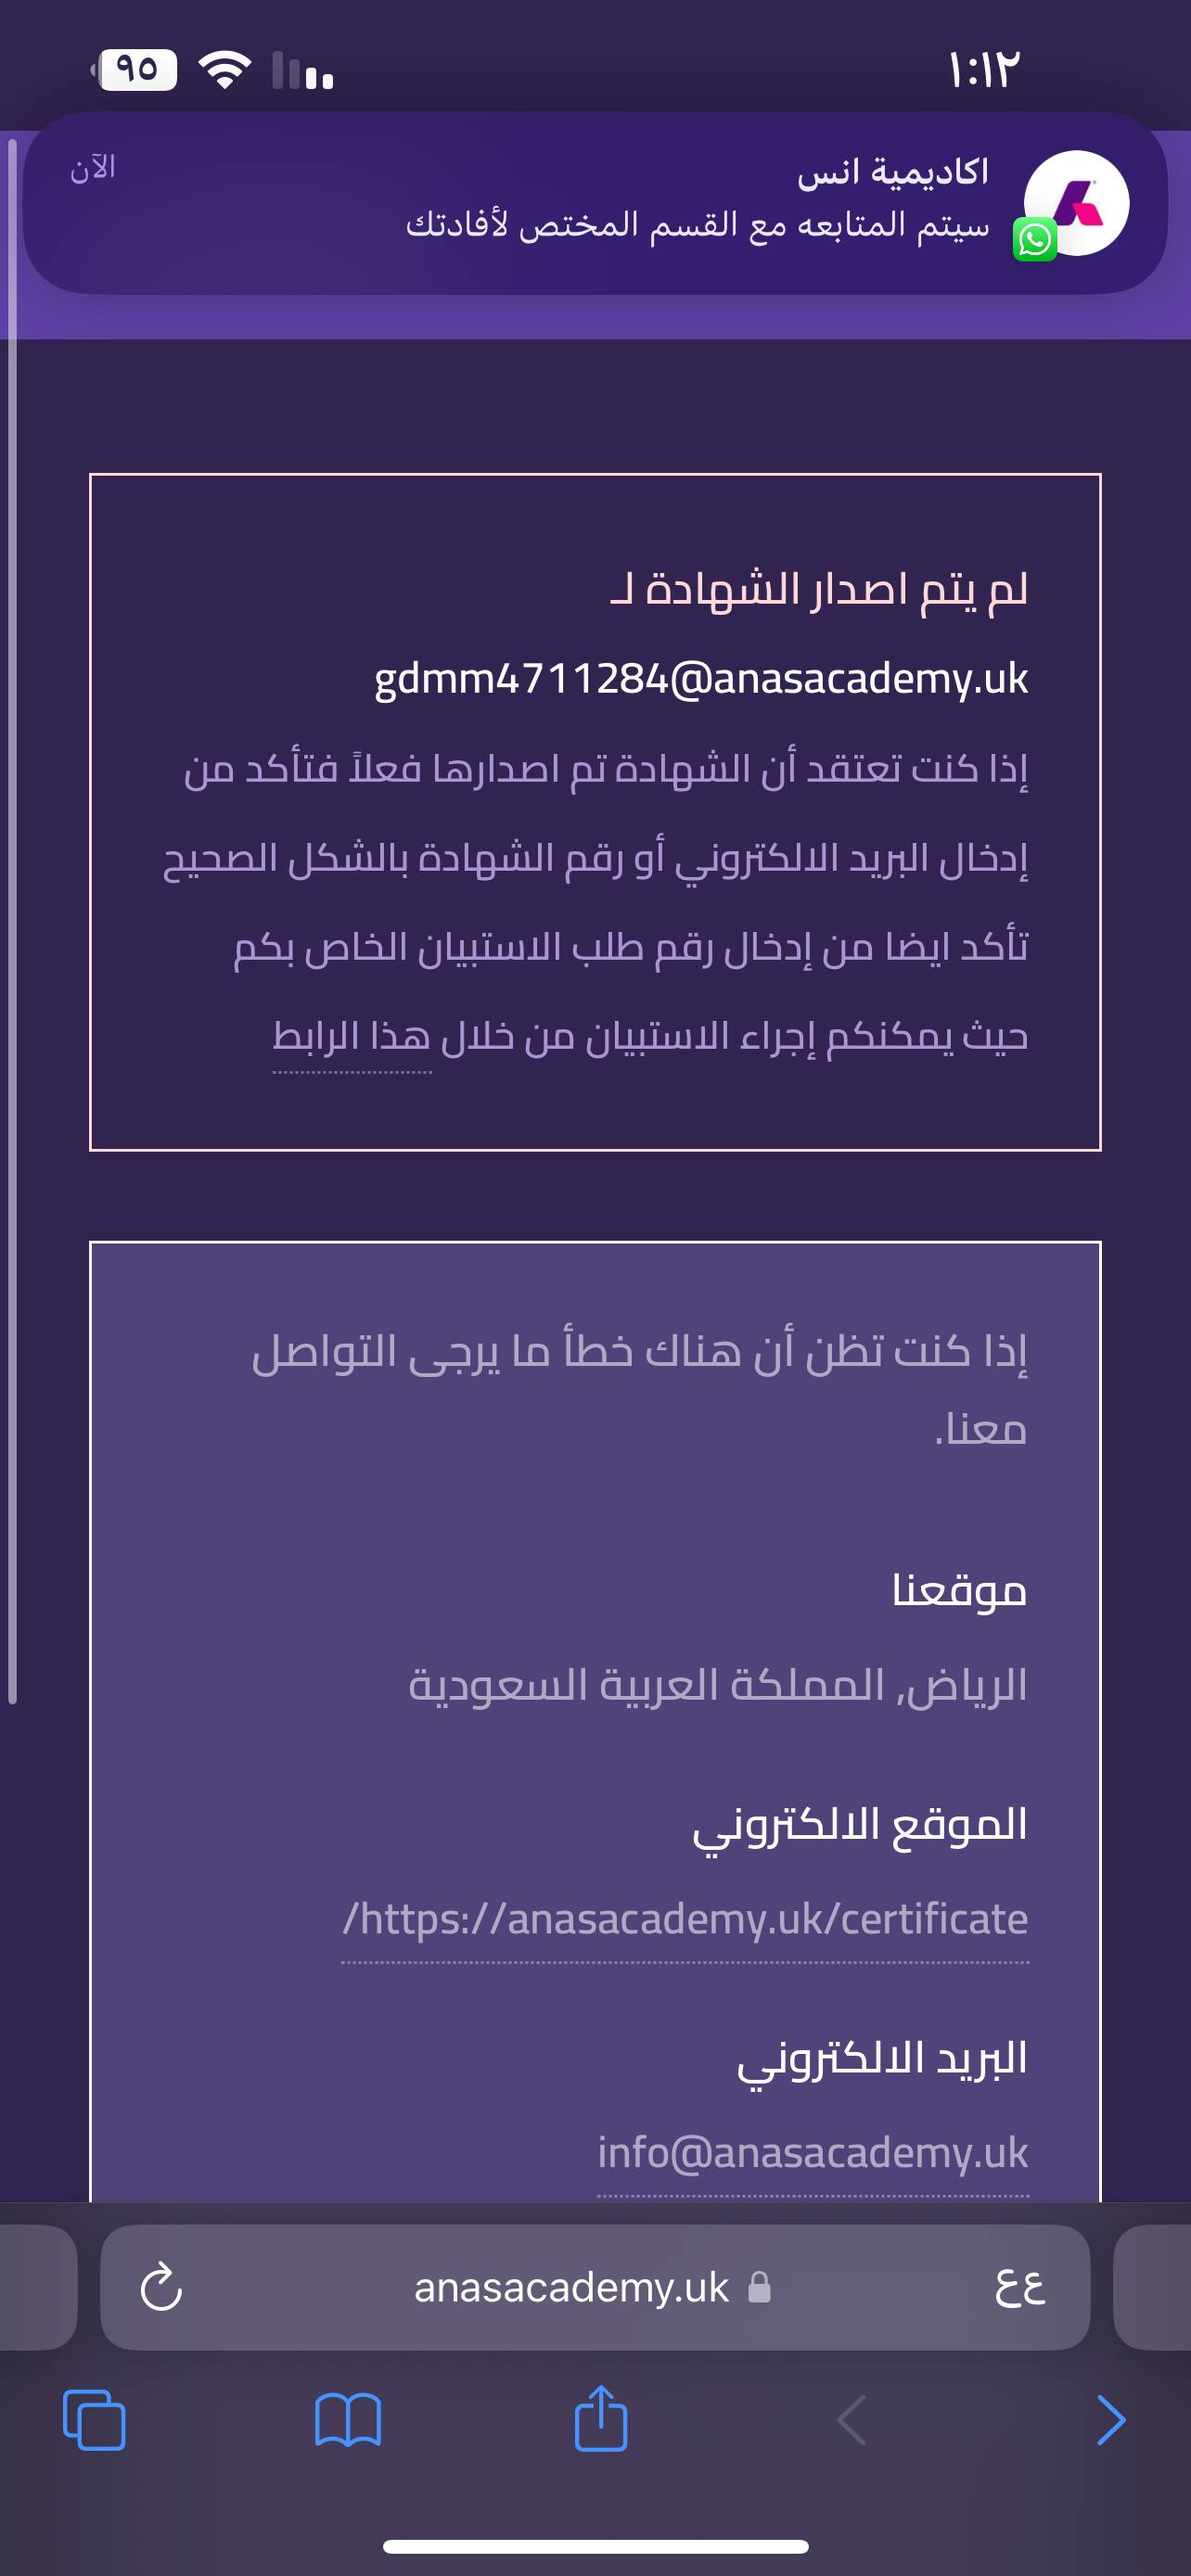 ١:١٢
٩٥
اكاديمية انس
الآن
سيتم المتابعه مع القسم المختص لأفادتك
لم يتم اصدار الشهادة لـ
gdmm4711284@anasacademy.uk
إذا كنت تعتقد أن الشهادة تم اصدارها فعلاً فتأكد من
إدخال البريد الالكتروني أو رقم الشهادة بالشكل الصحيح
تأكد ايضا من إدخال رقم طلب الاستبيان الخاص بكم
حيث يمكنكم إجراء الاستبيان من خلال هذا الرابط
إذا كنت تظن أن هناك خطأ ما يرجى التواصل
معنا.
موقعنا
الرياض, المملكة العربية السعودية
الموقع الالكتروني
/https://anasacademy.uk/certificate
البريد الالكتروني
info@anasacademy.uk
عع
anasacademy.uk